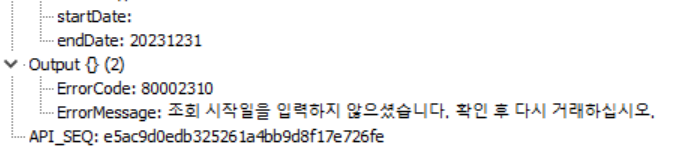 startDate:
endDate: 20231231
Output {} (2)
ErrorCode: 80002310
ErrorMessage: 조회 시작일을 입력하지 않으셨습니다. 확인 후 다시 거래하십시오.
API_SEQ: e5ac9d0edb325261a4bb9d8f17e726fe